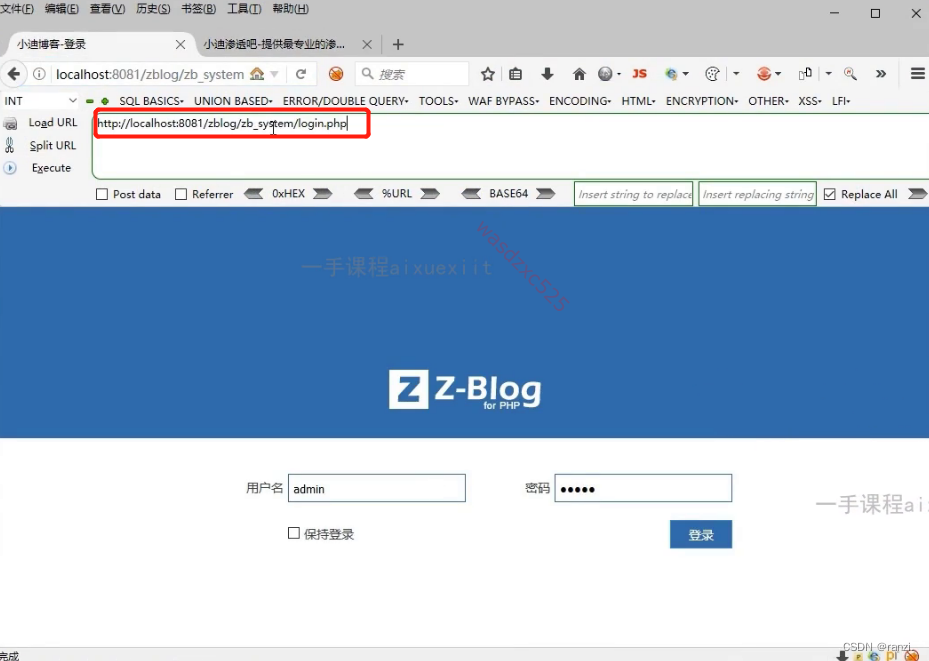 文件(F) 编辑(E) 查看(V) 历史(S) 书签(B) 工具(T) 帮助(H)
小迪博客-登录 小迪渗透吧-提供最专业的渗...
localhost:8081/zblog/zb_system 搜索 JS
INT SQL BASICS UNION BASED ERROR/DOUBLE QUERY TOOLS WAF BYPASS ENCODING HTML ENCRYPTION OTHER XSS LFI
Load URL http://localhost:8081/zblog/zb_system/login.php
Split URL
Execute
Post data Referrer 0xHEX %URL BASE64 Insert string to replace Insert replacing string Replace All
wasdzxc525
一手课程aixuexiit
Z Z-Blog
for PHP
用户名 admin 密码 •••••
一手课程ai
保持登录 登录
CSDN @ranzi.
完成